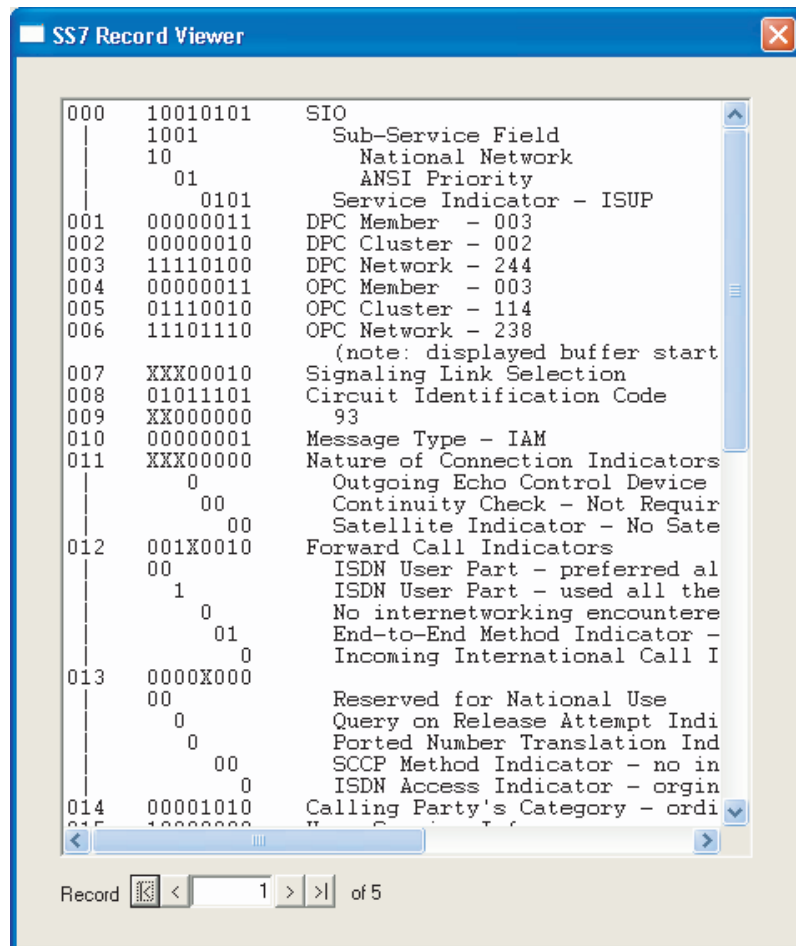 SS7 Record Viewer
000 10010101 SIO
| 1001 Sub-Service Field
| 10 National Network
| 01 ANSI Priority
| 0101 Service Indicator - ISUP
001 00000011 DPC Member - 003
002 00000010 DPC Cluster - 002
003 11110100 DPC Network - 244
004 00000011 OPC Member - 003
005 01110010 OPC Cluster - 114
006 11101110 OPC Network - 238
(note: displayed buffer start
007 XXX00010 Signaling Link Selection
008 01011101 Circuit Identification Code
009 XX000000 93
010 00000001 Message Type - IAM
011 XXX00000 Nature of Connection Indicators
| 0 Outgoing Echo Control Device
| 00 Continuity Check - Not Requir
| 00 Satellite Indicator - No Sate
012 001X0010 Forward Call Indicators
| 00 ISDN User Part - preferred al
| 1 ISDN User Part - used all the
| 0 No internetworking encountere
| 01 End-to-End Method Indicator -
| 0 Incoming International Call I
013 0000X000
| 00 Reserved for National Use
| 0 Query on Release Attempt Indi
| 0 Ported Number Translation Ind
| 00 SCCP Method Indicator - no in
| 0 ISDN Access Indicator - orgin
014 00001010 Calling Party's Category - ordi
Record 1 of 5